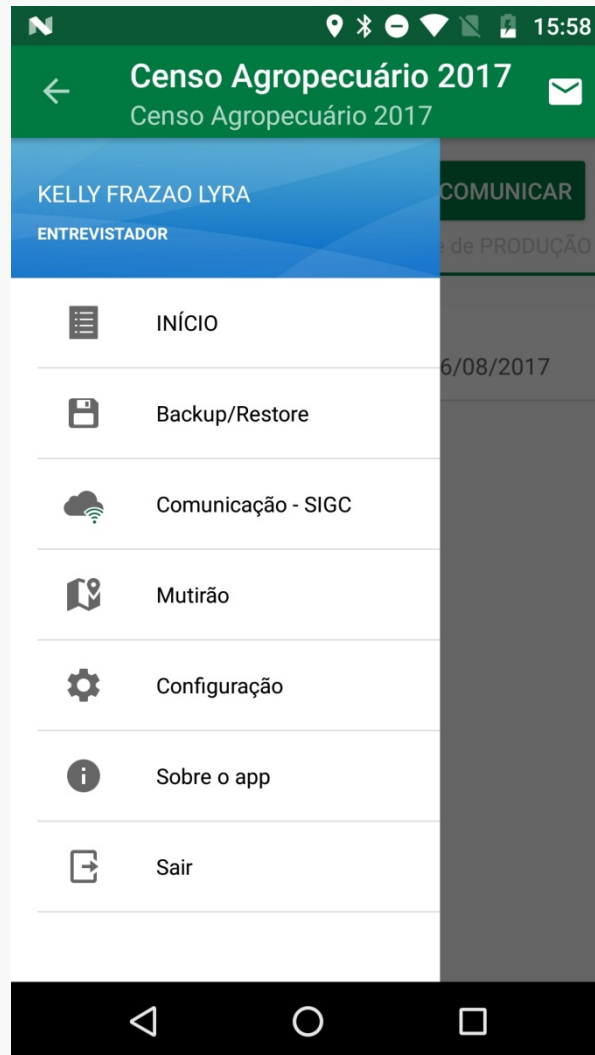 15:58
Censo Agropecuário 2017
Censo Agropecuário 2017
KELLY FRAZAO LYRA
ENTREVISTADOR
COMUNICAR
de PRODUÇÃO
INÍCIO
6/08/2017
Backup/Restore
Comunicação - SIGC
Mutirão
Configuração
Sobre o app
Sair